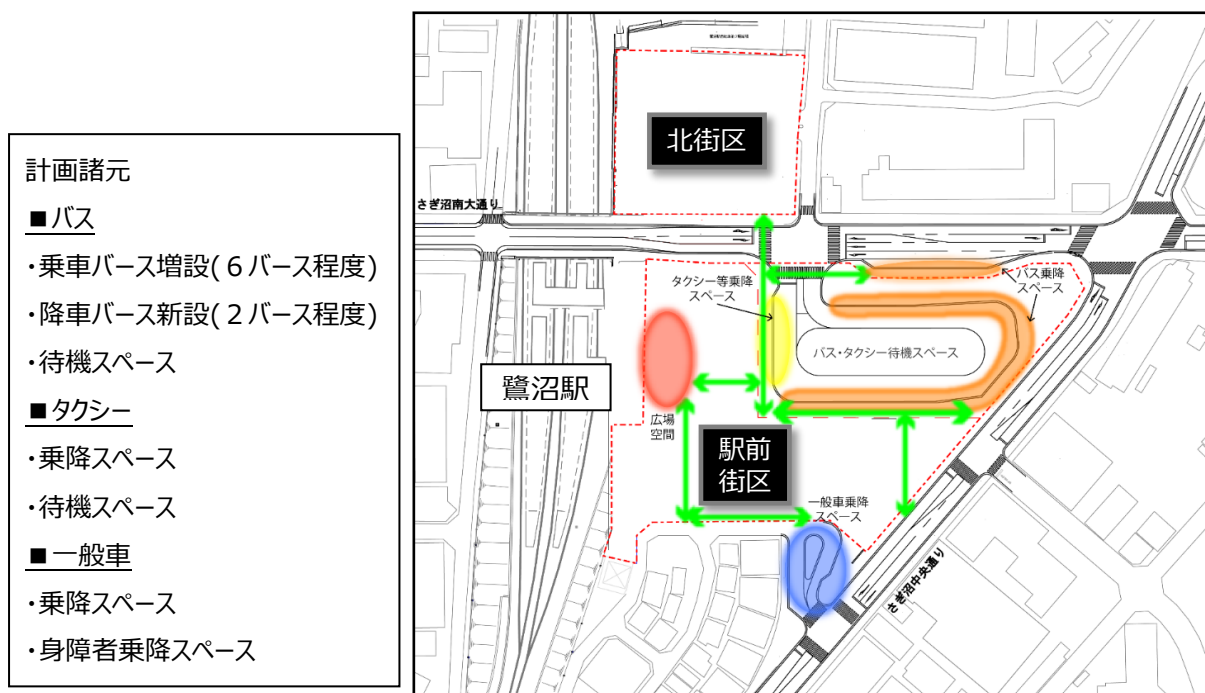 計画諸元
■バス
・乗車バース増設(６バース程度)
・降車バース新設(２バース程度)
・待機スペース
■タクシー
・乗降スペース
・待機スペース
■一般車
・乗降スペース
・身障者乗降スペース
北街区
さぎ沼南大通り
タクシー等乗降
スペース
バス乗降
スペース
バス・タクシー待機スペース
鷺沼駅
広場
空間
駅前
街区
一般車乗降
スペース
さぎ沼中央通り